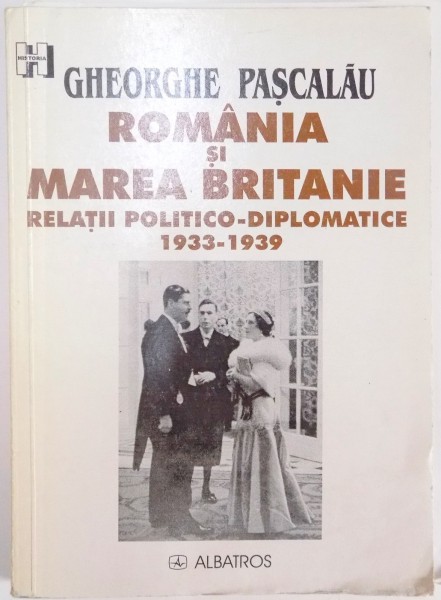 HISTORIA
GHEORGHE PAȘCALĂU
ROMÂNIA
ȘI
MAREA BRITANIE
RELAȚII POLITICO-DIPLOMATICE
1933-1939
ALBATROS